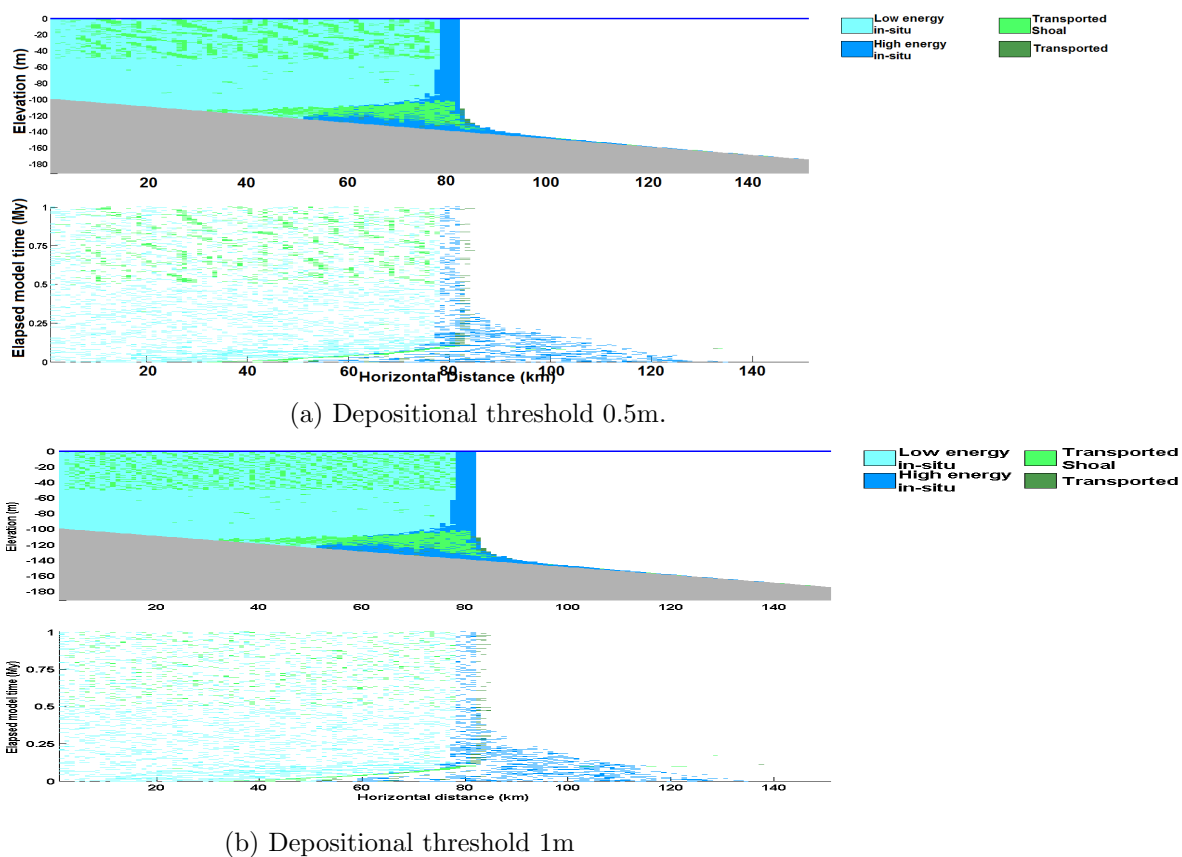 0
-20
-40
-60
-80
-100
-120
-140
-160
-180
Elevation (m)
20 40 60 80 100 120 140
Low energy
in-situ
High energy
in-situ
Transported
Shoal
Transported
1
0.75
0.5
0.25
0
Elapsed model time (My)
20 40 60 80 100 120 140
Horizontal Distance (km)
(a) Depositional threshold 0.5m.
0
-20
-40
-60
-80
-100
-120
-140
-160
-180
Elevation (m)
20 40 60 80 100 120 140
Low energy
in-situ
High energy
in-situ
Transported
Shoal
Transported
1
0.75
0.5
0.25
0
Elapsed model time (My)
20 40 60 80 100 120 140
Horizontal distance (km)
(b) Depositional threshold 1m